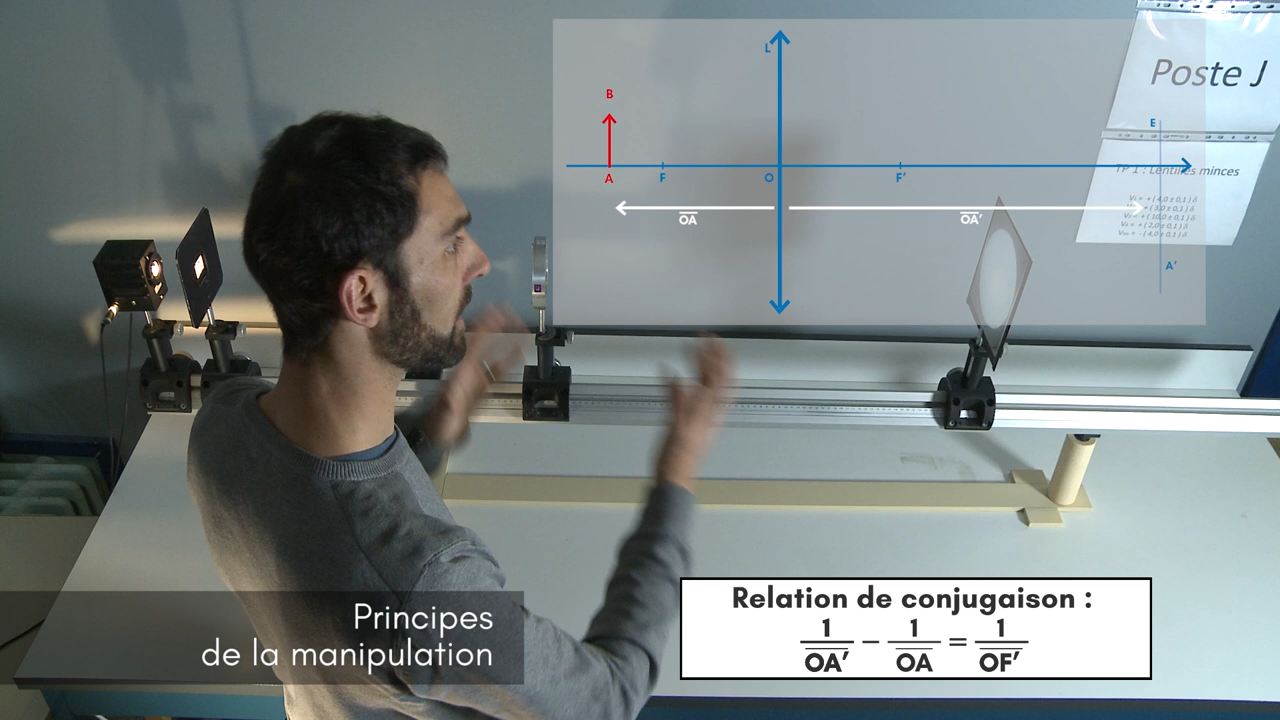 L
B
A
F
O
F'
OA
OA'
E
A'
Poste J
TP 1 : Lentilles minces
Principes
de la manipulation
Relation de conjugaison :
1/OA' − 1/OA = 1/OF'